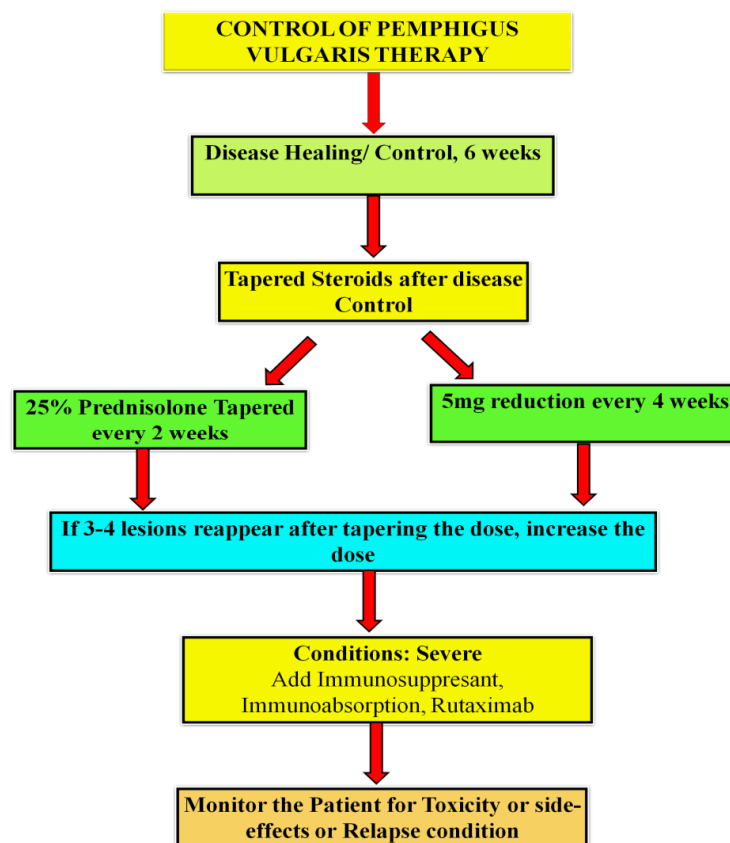 CONTROL OF PEMPHIGUS
VULGARIS THERAPY
Disease Healing/ Control, 6 weeks
Tapered Steroids after disease
Control
25% Prednisolone Tapered
every 2 weeks
5mg reduction every 4 weeks
If 3-4 lesions reappear after tapering the dose, increase the
dose
Conditions: Severe
Add Immunosuppresant,
Immunoabsorption, Rutaximab
Monitor the Patient for Toxicity or side-
effects or Relapse condition